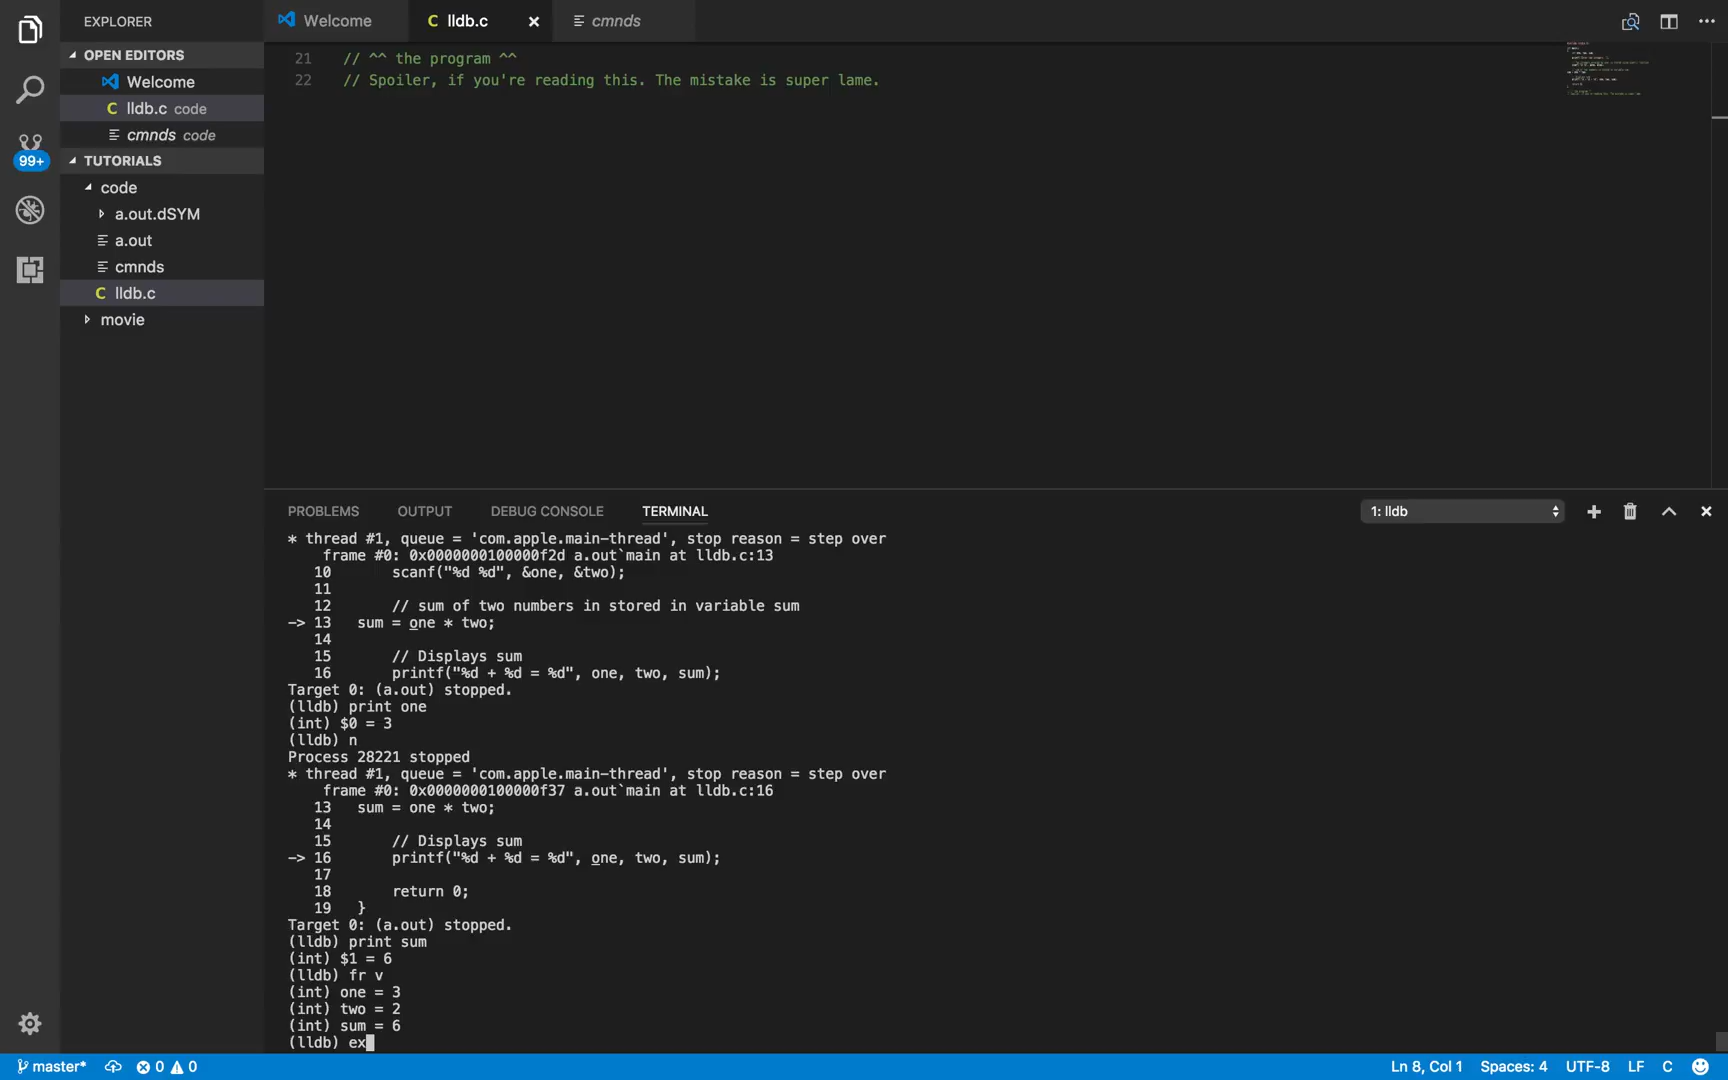 EXPLORER
OPEN EDITORS
Welcome
lldb.c code
cmnds code
99+
TUTORIALS
code
a.out.dSYM
a.out
cmnds
C lldb.c
movie
Welcome
C lldb.c
cmnds
21 // ^^ the program ^^
22 // Spoiler, if you're reading this. The mistake is super lame.
PROBLEMS OUTPUT DEBUG CONSOLE TERMINAL
1: lldb
* thread #1, queue = 'com.apple.main-thread', stop reason = step over
frame #0: 0x0000000100000f2d a.out`main at lldb.c:13
10 scanf("%d %d", &one, &two);
11
12 // sum of two numbers in stored in variable sum
-> 13 sum = one * two;
14
15 // Displays sum
16 printf("%d + %d = %d", one, two, sum);
Target 0: (a.out) stopped.
(lldb) print one
(int) $0 = 3
(lldb) n
Process 28221 stopped
* thread #1, queue = 'com.apple.main-thread', stop reason = step over
frame #0: 0x0000000100000f37 a.out`main at lldb.c:16
13 sum = one * two;
14
15 // Displays sum
-> 16 printf("%d + %d = %d", one, two, sum);
17
18 return 0;
19 }
Target 0: (a.out) stopped.
(lldb) print sum
(int) $1 = 6
(lldb) fr v
(int) one = 3
(int) two = 2
(int) sum = 6
(lldb) ex
master* 0 0 Ln 8, Col 1 Spaces: 4 UTF-8 LF C